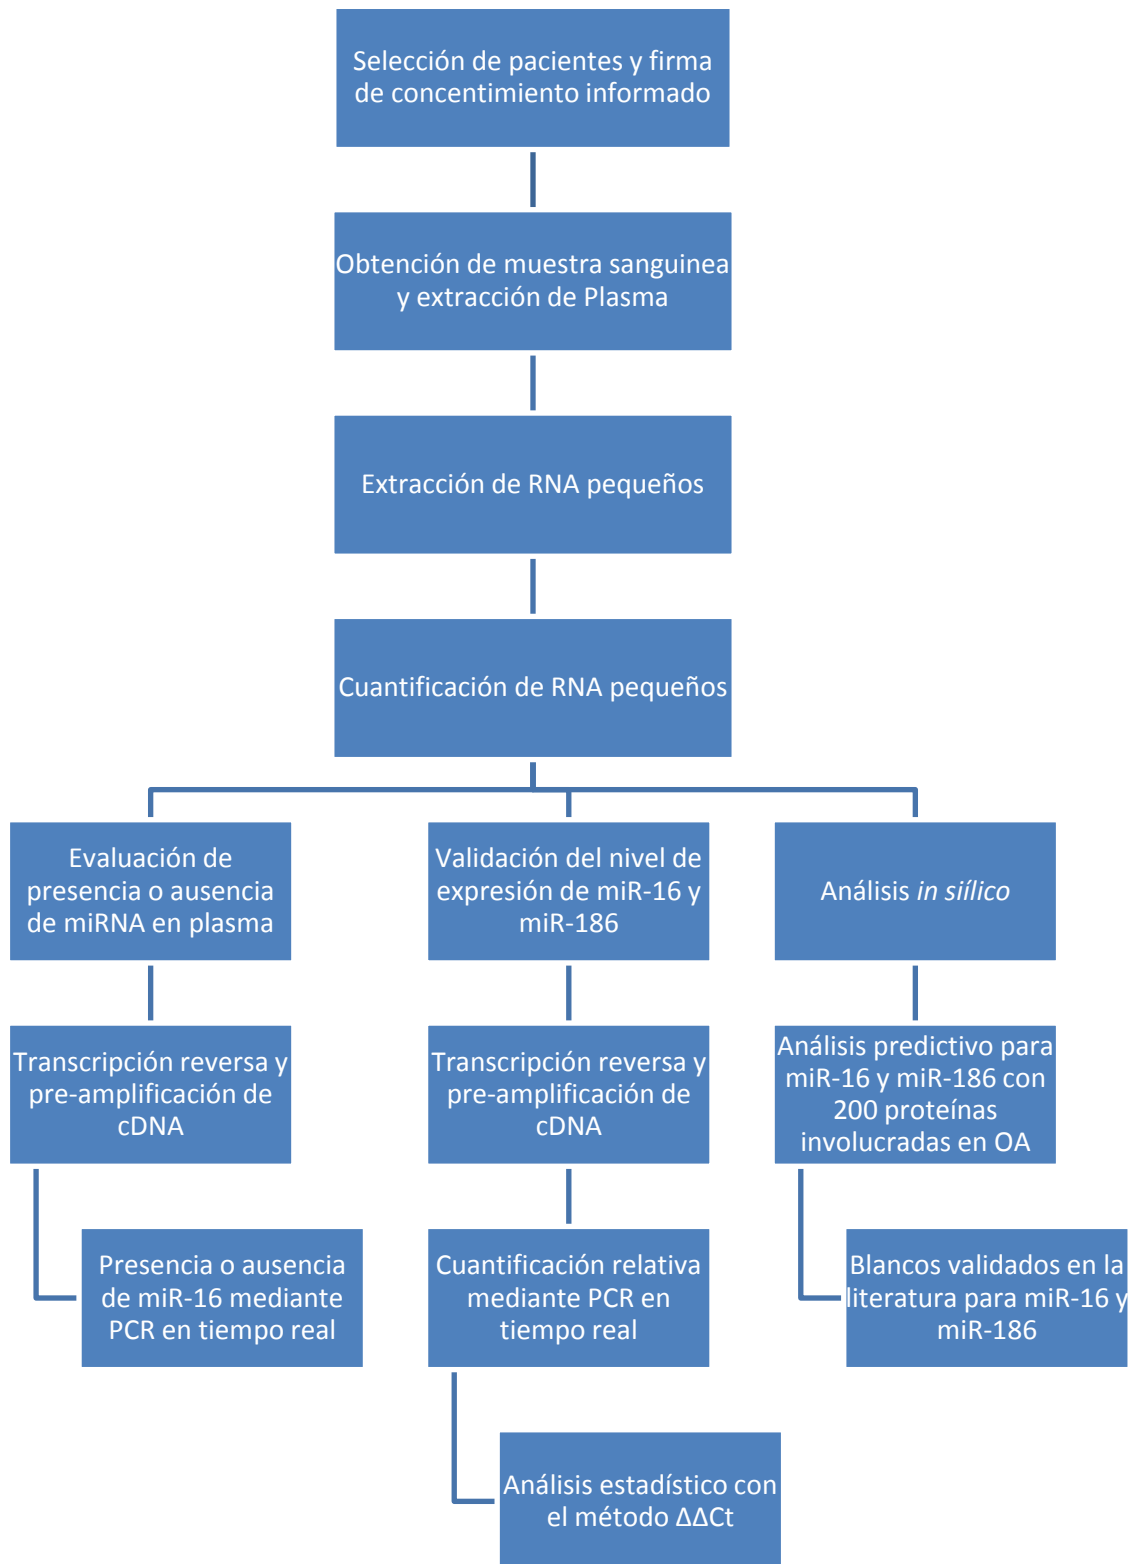 Selección de pacientes y firma
de concentimiento informado
Obtención de muestra sanguinea
y extracción de Plasma
Extracción de RNA pequeños
Cuantificación de RNA pequeños
Evaluación de
presencia o ausencia
de miRNA en plasma
Validación del nivel de
expresión de miR-16 y
miR-186
Análisis in siílico
Transcripción reversa y
pre-amplificación de
cDNA
Transcripción reversa y
pre-amplificación de
cDNA
Análisis predictivo para
miR-16 y miR-186 con
200 proteínas
involucradas en OA
Presencia o ausencia
de miR-16 mediante
PCR en tiempo real
Cuantificación relativa
mediante PCR en
tiempo real
Blancos validados en la
literatura para miR-16 y
miR-186
Análisis estadístico con
el método ΔΔCt